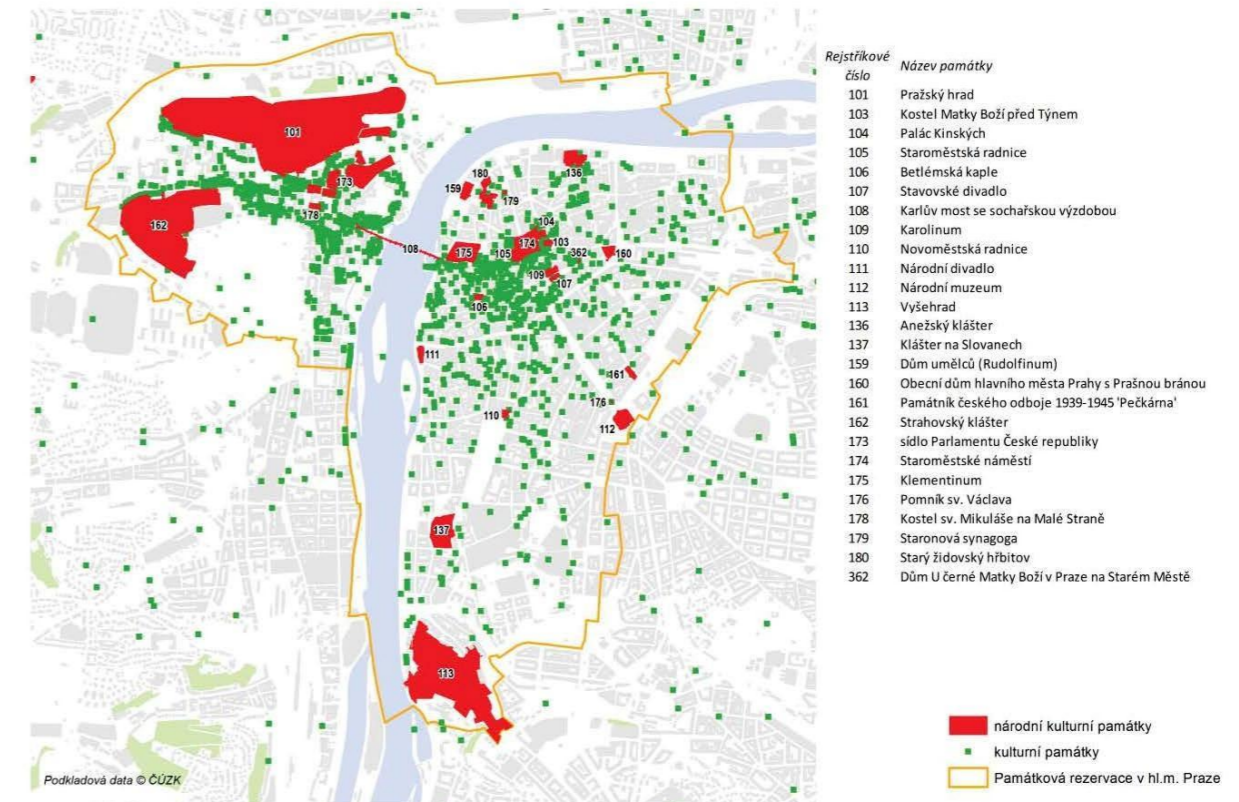 101
173
162
178
108
180
159
179
136
104
174
103
105
175
362
160
109
107
106
111
161
176
110
112
137
113
Podkladová data © ČÚZK
Rejstříkové
číslo
Název památky
101 Pražský hrad
103 Kostel Matky Boží před Týnem
104 Palác Kinských
105 Staroměstská radnice
106 Betlémská kaple
107 Stavovské divadlo
108 Karlův most se sochařskou výzdobou
109 Karolinum
110 Novoměstská radnice
111 Národní divadlo
112 Národní muzeum
113 Vyšehrad
136 Anežský klášter
137 Klášter na Slovanech
159 Dům umělců (Rudolfinum)
160 Obecní dům hlavního města Prahy s Prašnou bránou
161 Památník českého odboje 1939-1945 'Pečkárna'
162 Strahovský klášter
173 sídlo Parlamentu České republiky
174 Staroměstské náměstí
175 Klementinum
176 Pomník sv. Václava
178 Kostel sv. Mikuláše na Malé Straně
179 Staronová synagoga
180 Starý židovský hřbitov
362 Dům U černé Matky Boží v Praze na Starém Městě
národní kulturní památky
kulturní památky
Památková rezervace v hl.m. Praze